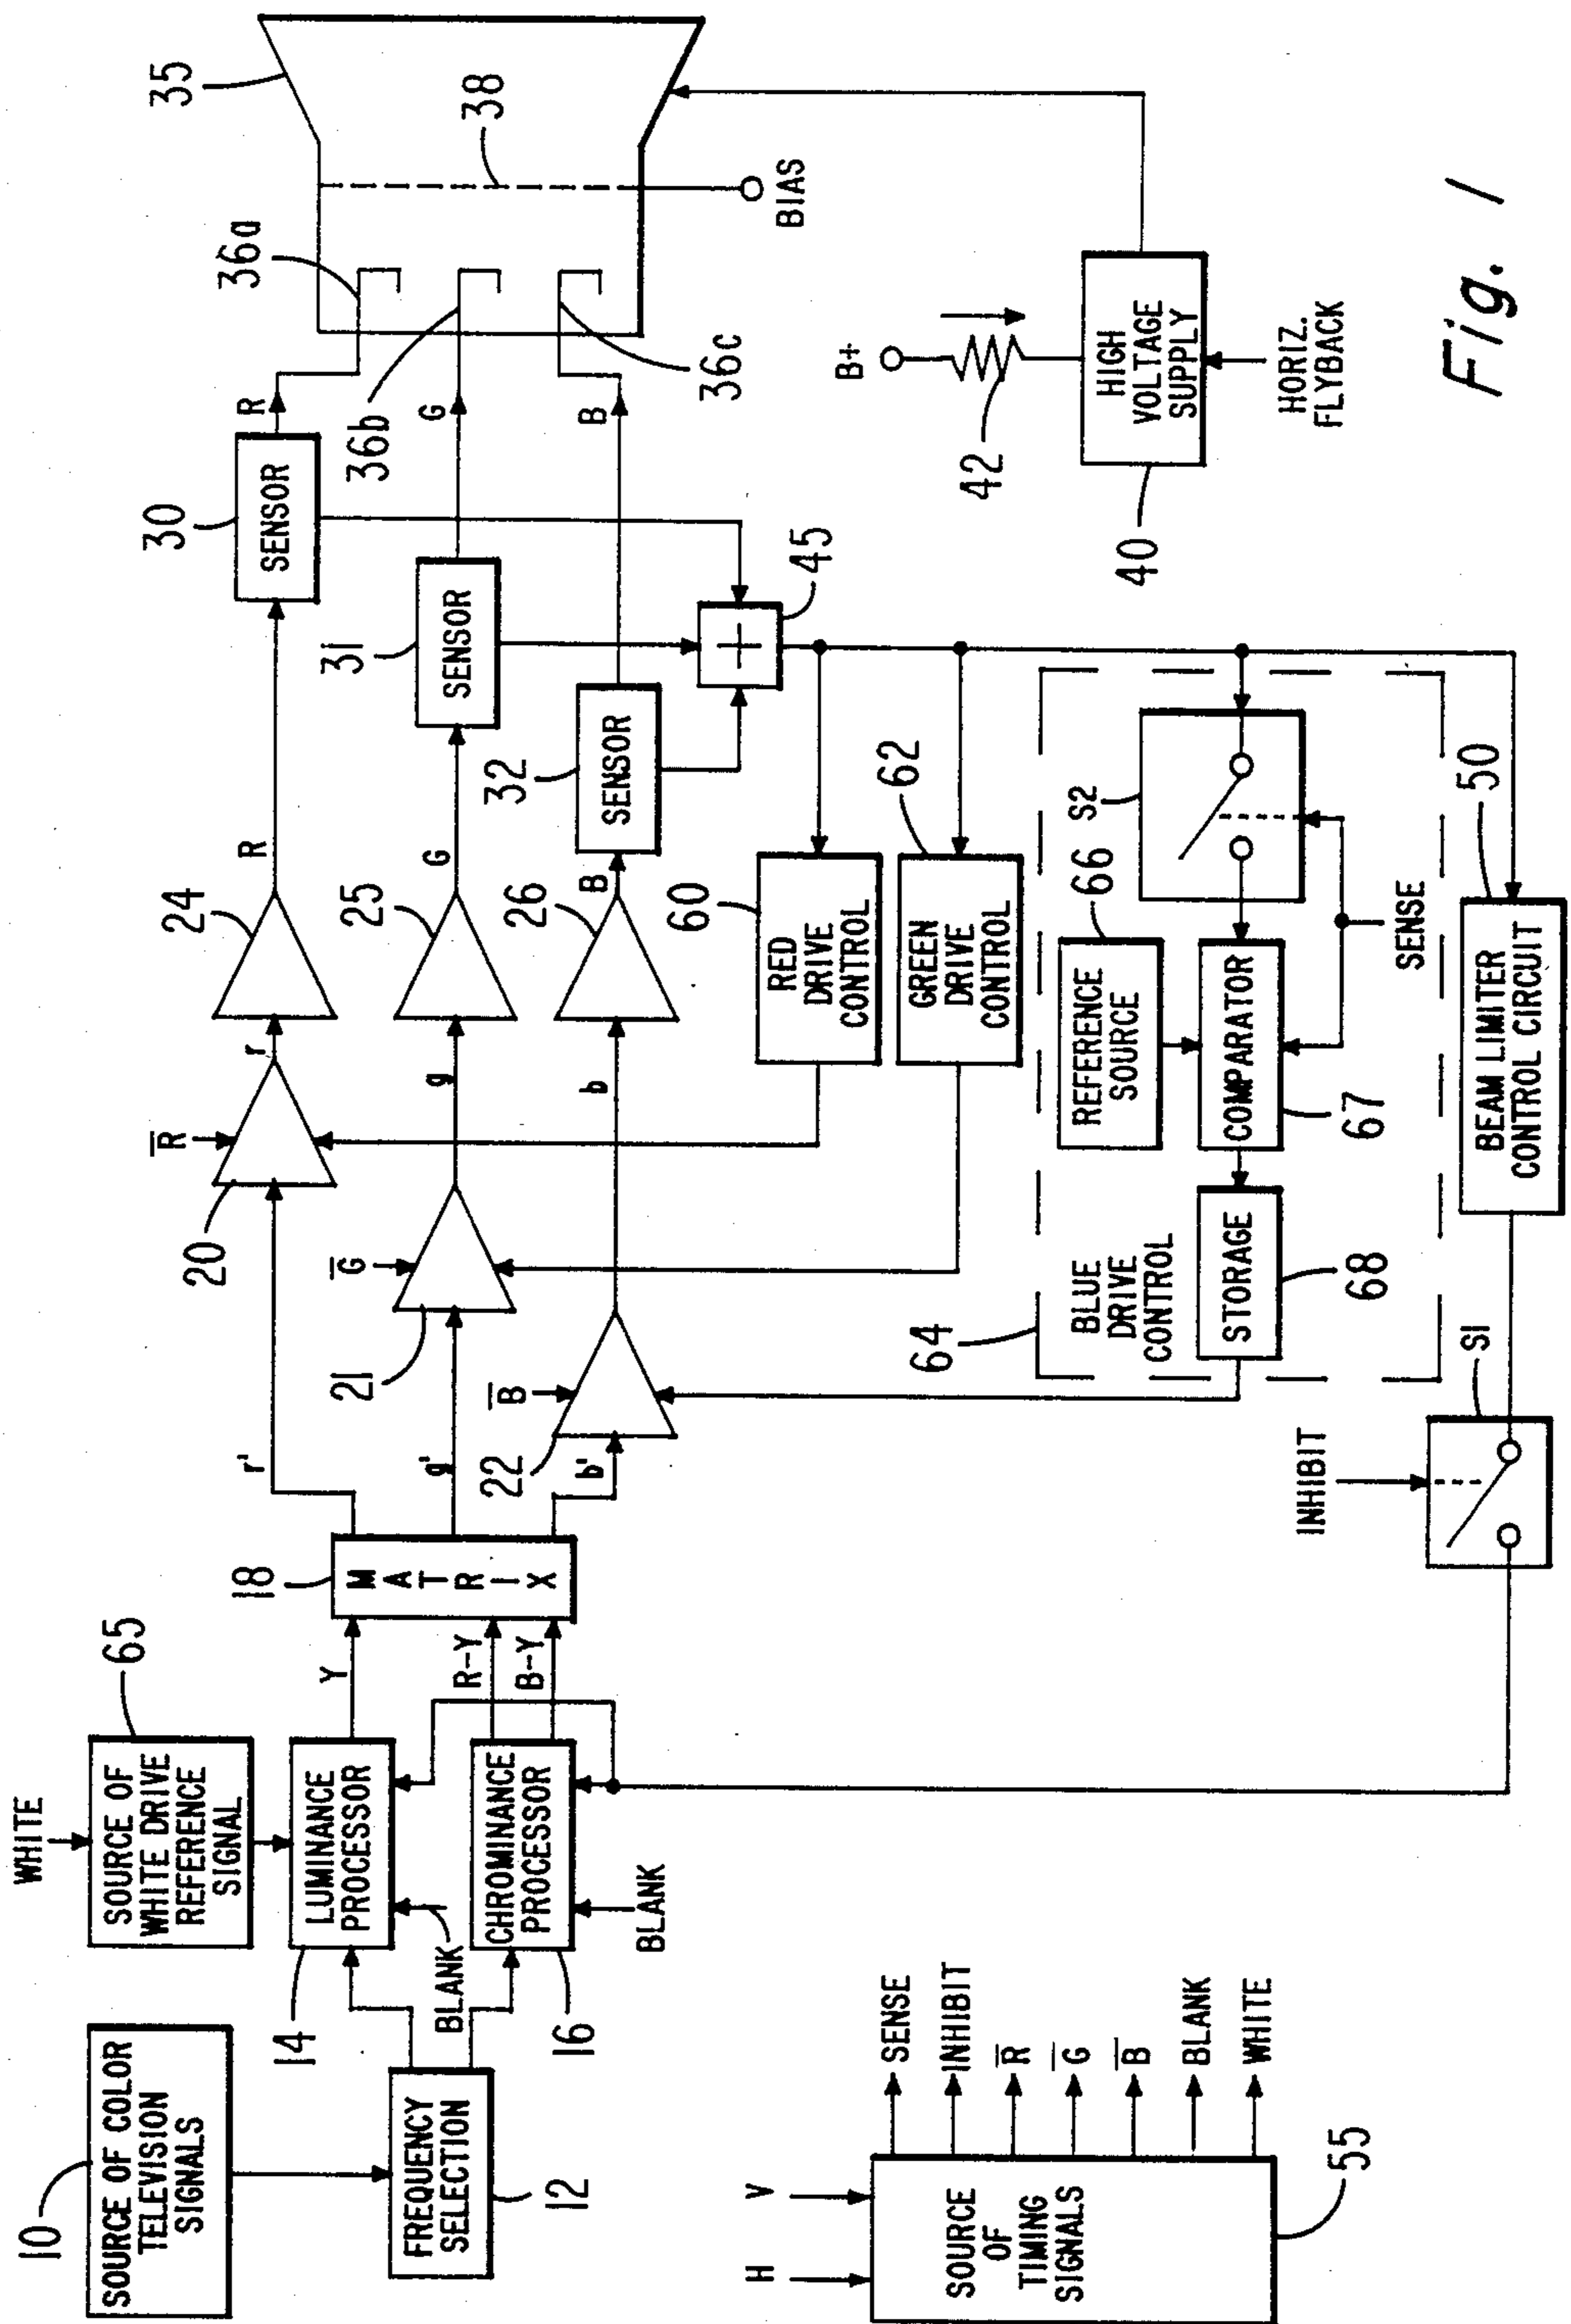 10
SOURCE OF COLOR
TELEVISION
SIGNALS
FREQUENCY
SELECTION
12
WHITE
SOURCE OF
WHITE DRIVE
REFERENCE
SIGNAL
65
14
LUMINANCE
PROCESSOR
BLANK
CHROMINANCE
PROCESSOR
16
BLANK
Y
R-Y
B-Y
18
MATRIX
r'
g'
b'
R̅
20
r
24
R
30
SENSOR
R
G̅
21
g
25
G
31
SENSOR
G
B̅
22
b
26
B
32
SENSOR
B
35
36a
36b
36c
38
BIAS
45
+
B+
42
HIGH
VOLTAGE
SUPPLY
40
HORIZ.
FLYBACK
60
RED
DRIVE
CONTROL
62
GREEN
DRIVE
CONTROL
64
BLUE
DRIVE
CONTROL
REFERENCE
SOURCE
66
S2
COMPARATOR
67
STORAGE
68
SENSE
BEAM LIMITER
CONTROL CIRCUIT
50
INHIBIT
S1
H
V
SOURCE
OF
TIMING
SIGNALS
55
SENSE
INHIBIT
R̅
G̅
B̅
BLANK
WHITE
Fig. 1